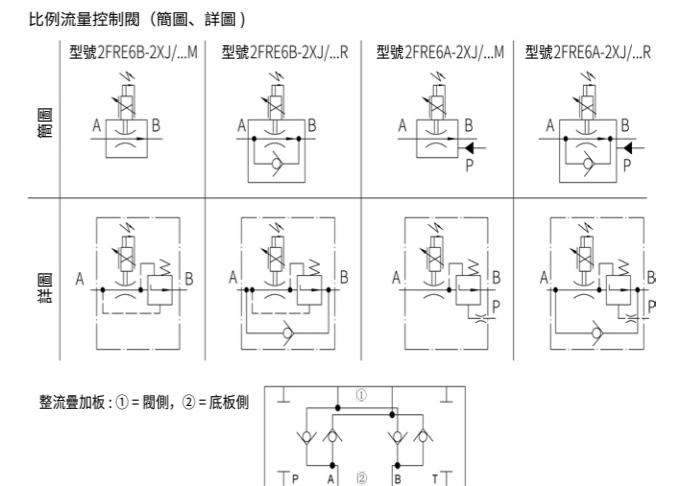 比例流量控制閥（簡圖、詳圖 )
型號2FRE6B-2XJ/...M 型號2FRE6B-2XJ/...R 型號2FRE6A-2XJ/...M 型號2FRE6A-2XJ/...R
簡圖
A B A B A B A B
P P
詳圖
A B A B A B A B
P P
整流疊加板 : ① = 閥側，② = 底板側
①
P A ② B T